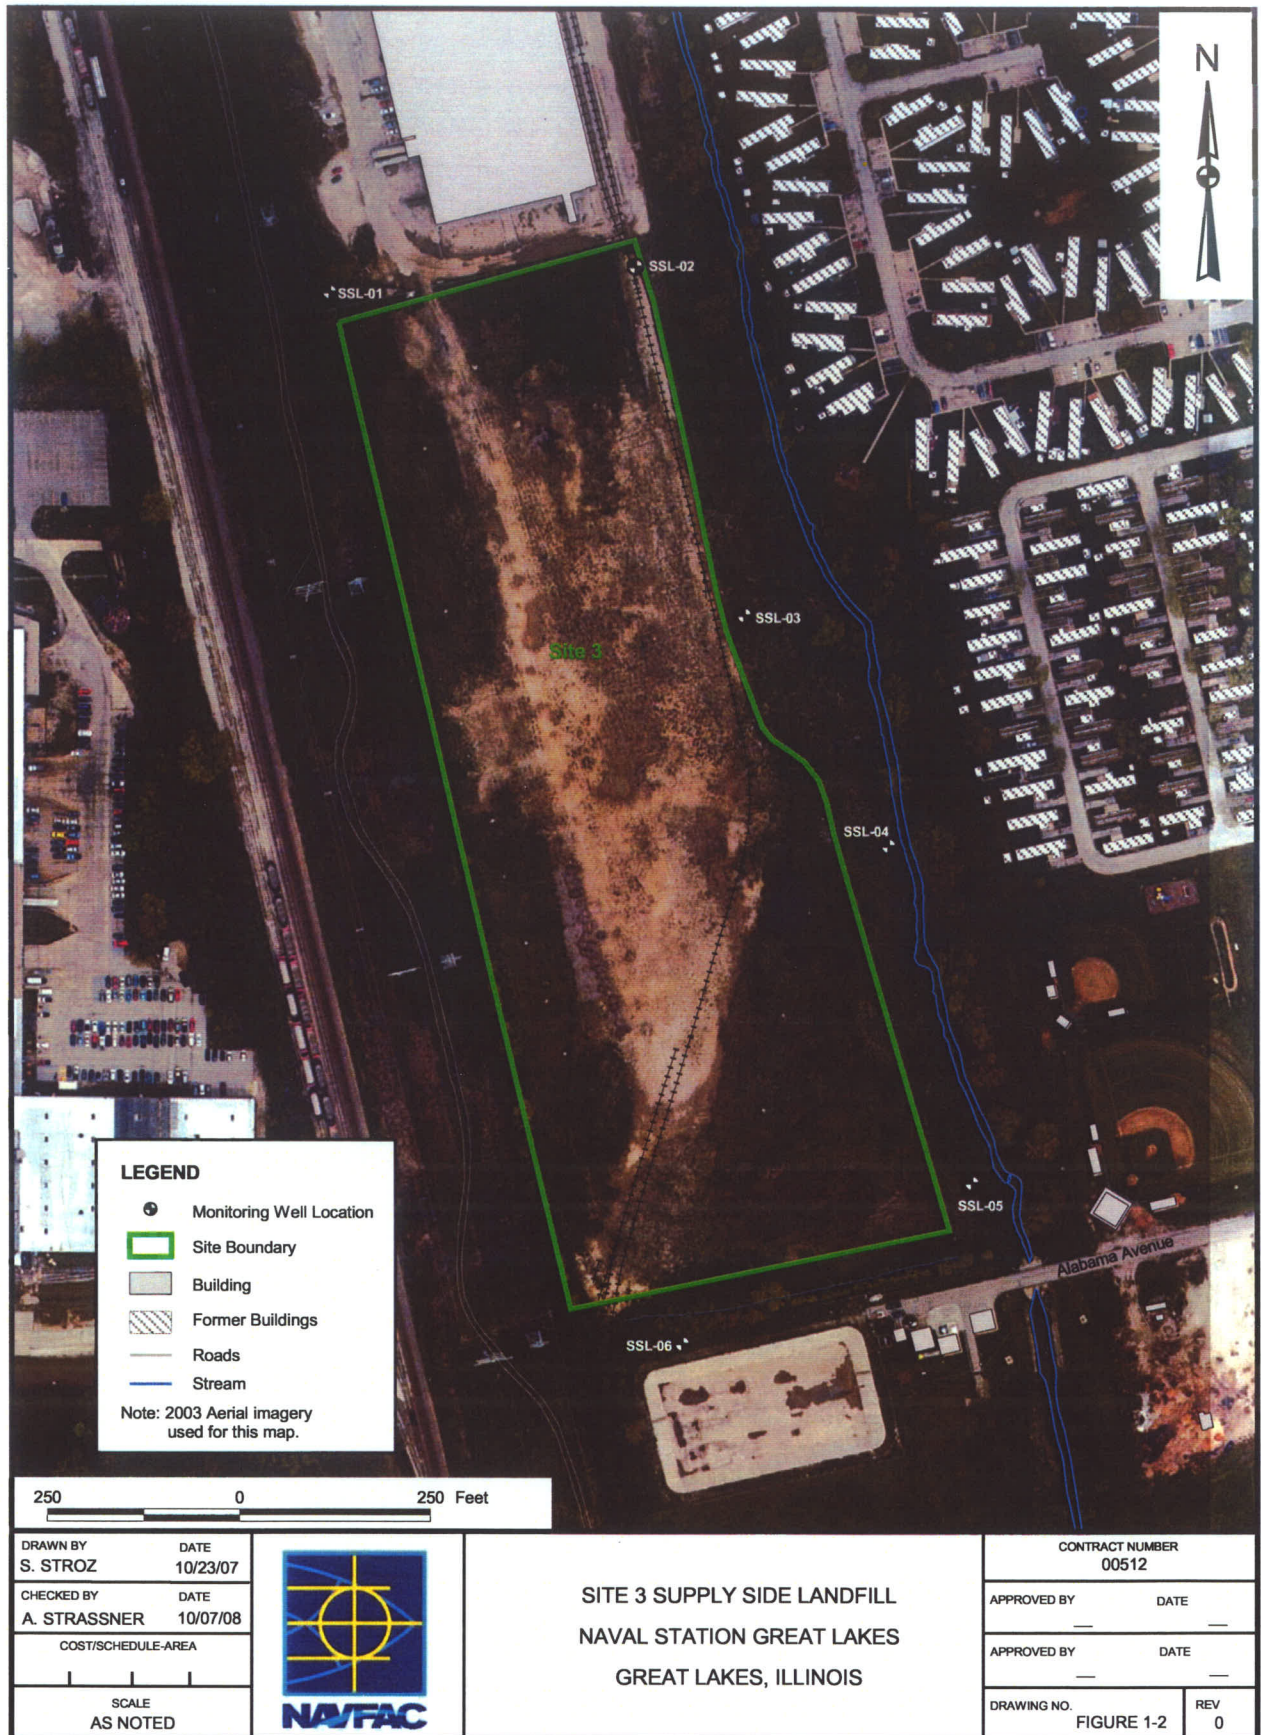 N
SSL-02
SSL-01
SSL-03
Site 3
SSL-04
SSL-05
Alabama Avenue
SSL-06
LEGEND
Monitoring Well Location
Site Boundary
Building
Former Buildings
Roads
Stream
Note: 2003 Aerial imagery
used for this map.
250 0 250 Feet
DRAWN BY DATE
S. STROZ 10/23/07
CHECKED BY DATE
A. STRASSNER 10/07/08
COST/SCHEDULE-AREA
SCALE
AS NOTED
NAVFAC
SITE 3 SUPPLY SIDE LANDFILL
NAVAL STATION GREAT LAKES
GREAT LAKES, ILLINOIS
CONTRACT NUMBER
00512
APPROVED BY DATE
— —
APPROVED BY DATE
— —
DRAWING NO. REV
FIGURE 1-2 0